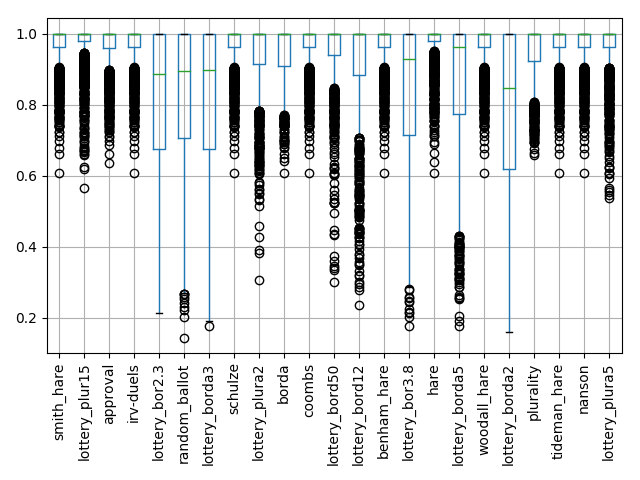 1.0
0.8
0.6
0.4
0.2
smith_hare
lottery_plur15
approval
irv-duels
lottery_bor2.3
random_ballot
lottery_borda3
schulze
lottery_plura2
borda
coombs
lottery_bord50
lottery_bord12
benham_hare
lottery_bor3.8
hare
lottery_borda5
woodall_hare
lottery_borda2
plurality
tideman_hare
nanson
lottery_plura5